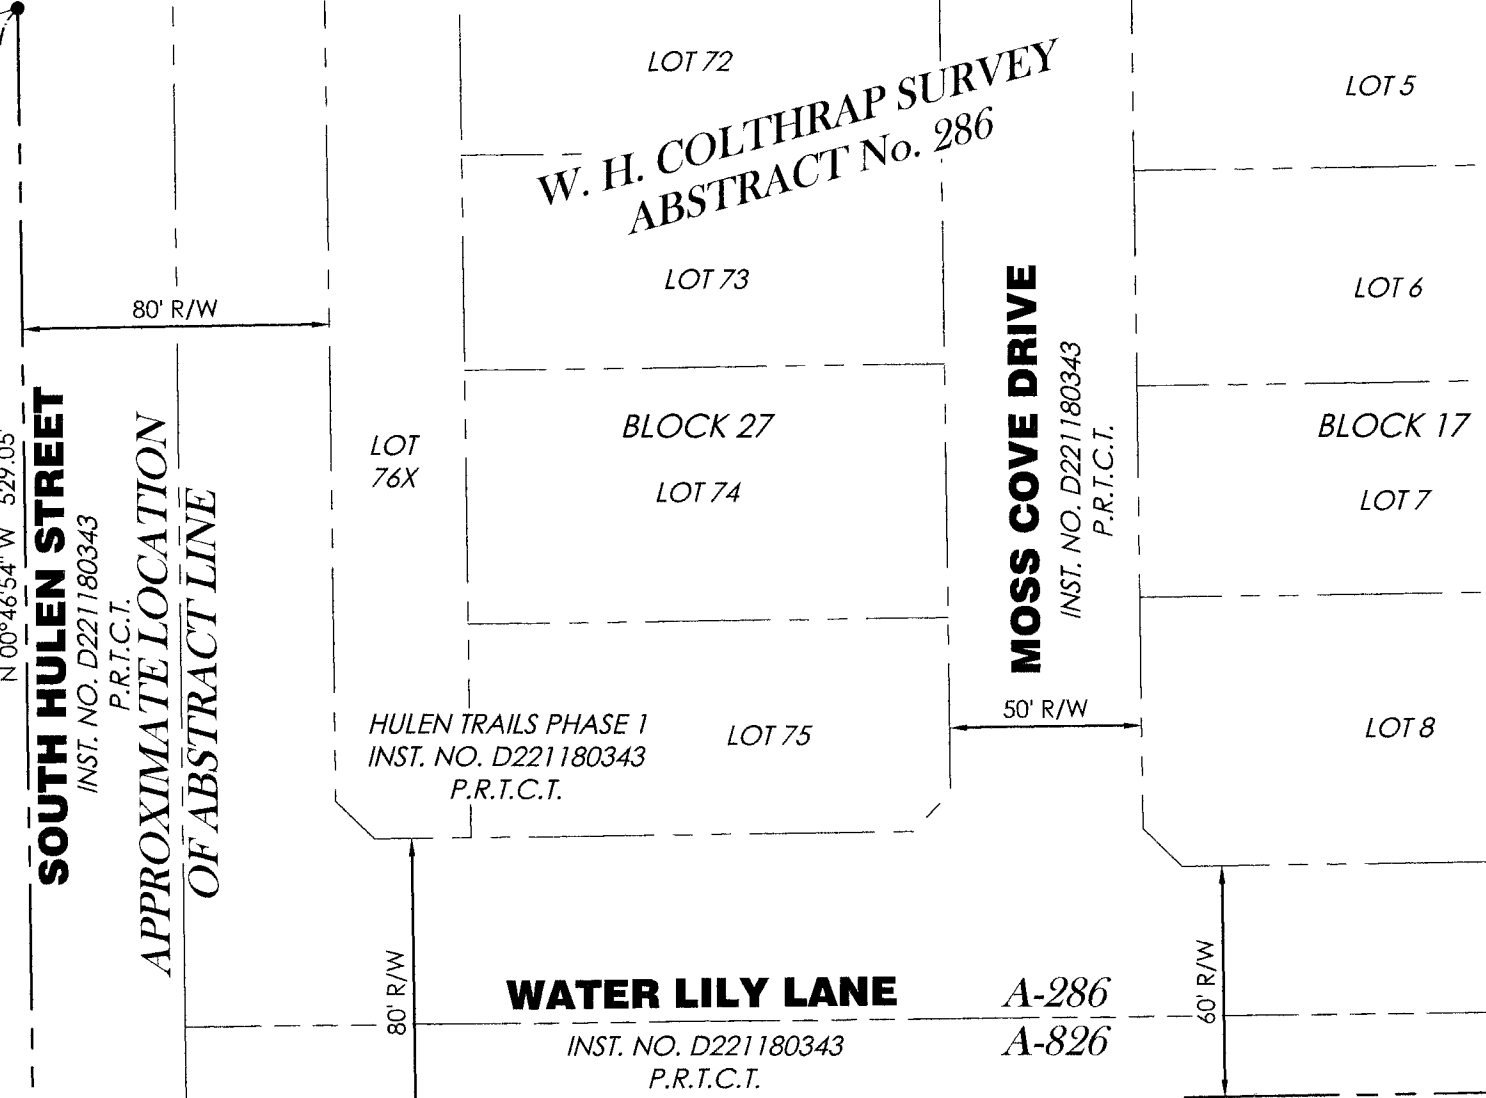 LOT 72
W. H. COLTHRAP SURVEY
ABSTRACT No. 286
LOT 5
LOT 73
LOT 6
80' R/W
SOUTH HULEN STREET
INST. NO. D221180343
P.R.T.C.T.
N 00°46'54" W 529.05'
APPROXIMATE LOCATION
OF ABSTRACT LINE
LOT
76X
BLOCK 27
LOT 74
MOSS COVE DRIVE
INST. NO. D221180343
P.R.T.C.T.
BLOCK 17
LOT 7
HULEN TRAILS PHASE 1
INST. NO. D221180343
P.R.T.C.T.
LOT 75
50' R/W
LOT 8
80' R/W
WATER LILY LANE
INST. NO. D221180343
P.R.T.C.T.
A-286
A-826
60' R/W